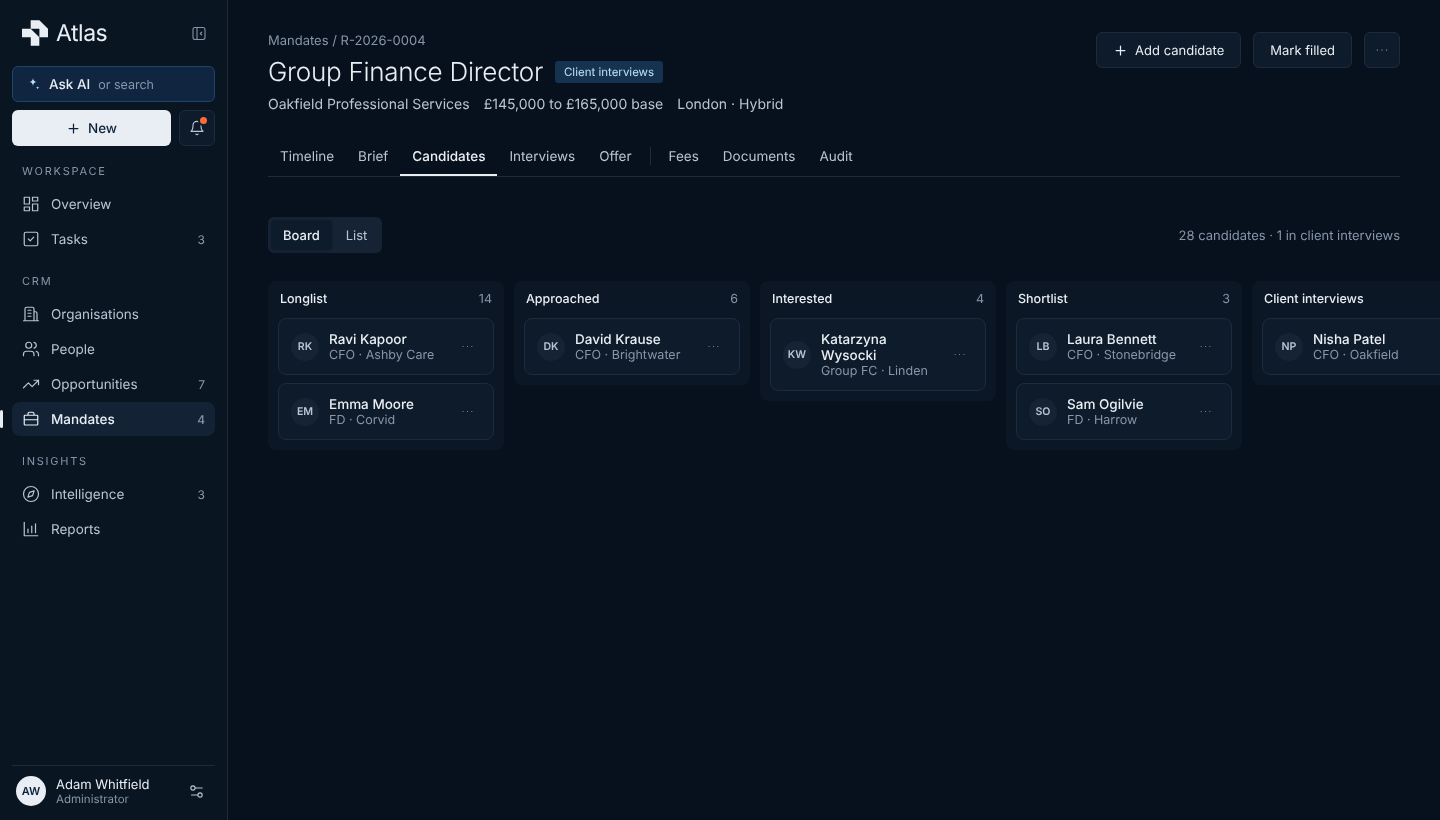 Atlas
Ask AI or search
New
WORKSPACE
Overview
Tasks 3
CRM
Organisations
People
Opportunities 7
Mandates 4
INSIGHTS
Intelligence 3
Reports
AW Adam Whitfield
Administrator
Mandates / R-2026-0004
Group Finance Director Client interviews
Oakfield Professional Services £145,000 to £165,000 base London · Hybrid
Add candidate Mark filled ...
Timeline Brief Candidates Interviews Offer Fees Documents Audit
Board List
28 candidates · 1 in client interviews
Longlist 14
RK Ravi Kapoor ...
CFO · Ashby Care
EM Emma Moore ...
FD · Corvid
Approached 6
DK David Krause ...
CFO · Brightwater
Interested 4
KW Katarzyna
Wysocki ...
Group FC · Linden
Shortlist 3
LB Laura Bennett ...
CFO · Stonebridge
SO Sam Ogilvie ...
FD · Harrow
Client interviews
NP Nisha Patel
CFO · Oakfield